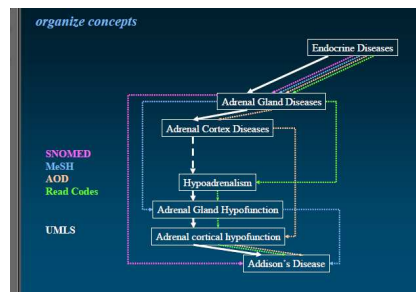 organize concepts
Endocrine Diseases
Adrenal Gland Diseases
Adrenal Cortex Diseases
SNOMED
MeSH
AOD
Read Codes
Hypoadrenalism
Adrenal Gland Hypofunction
UMLS
Adrenal cortical hypofunction
Addison's Disease